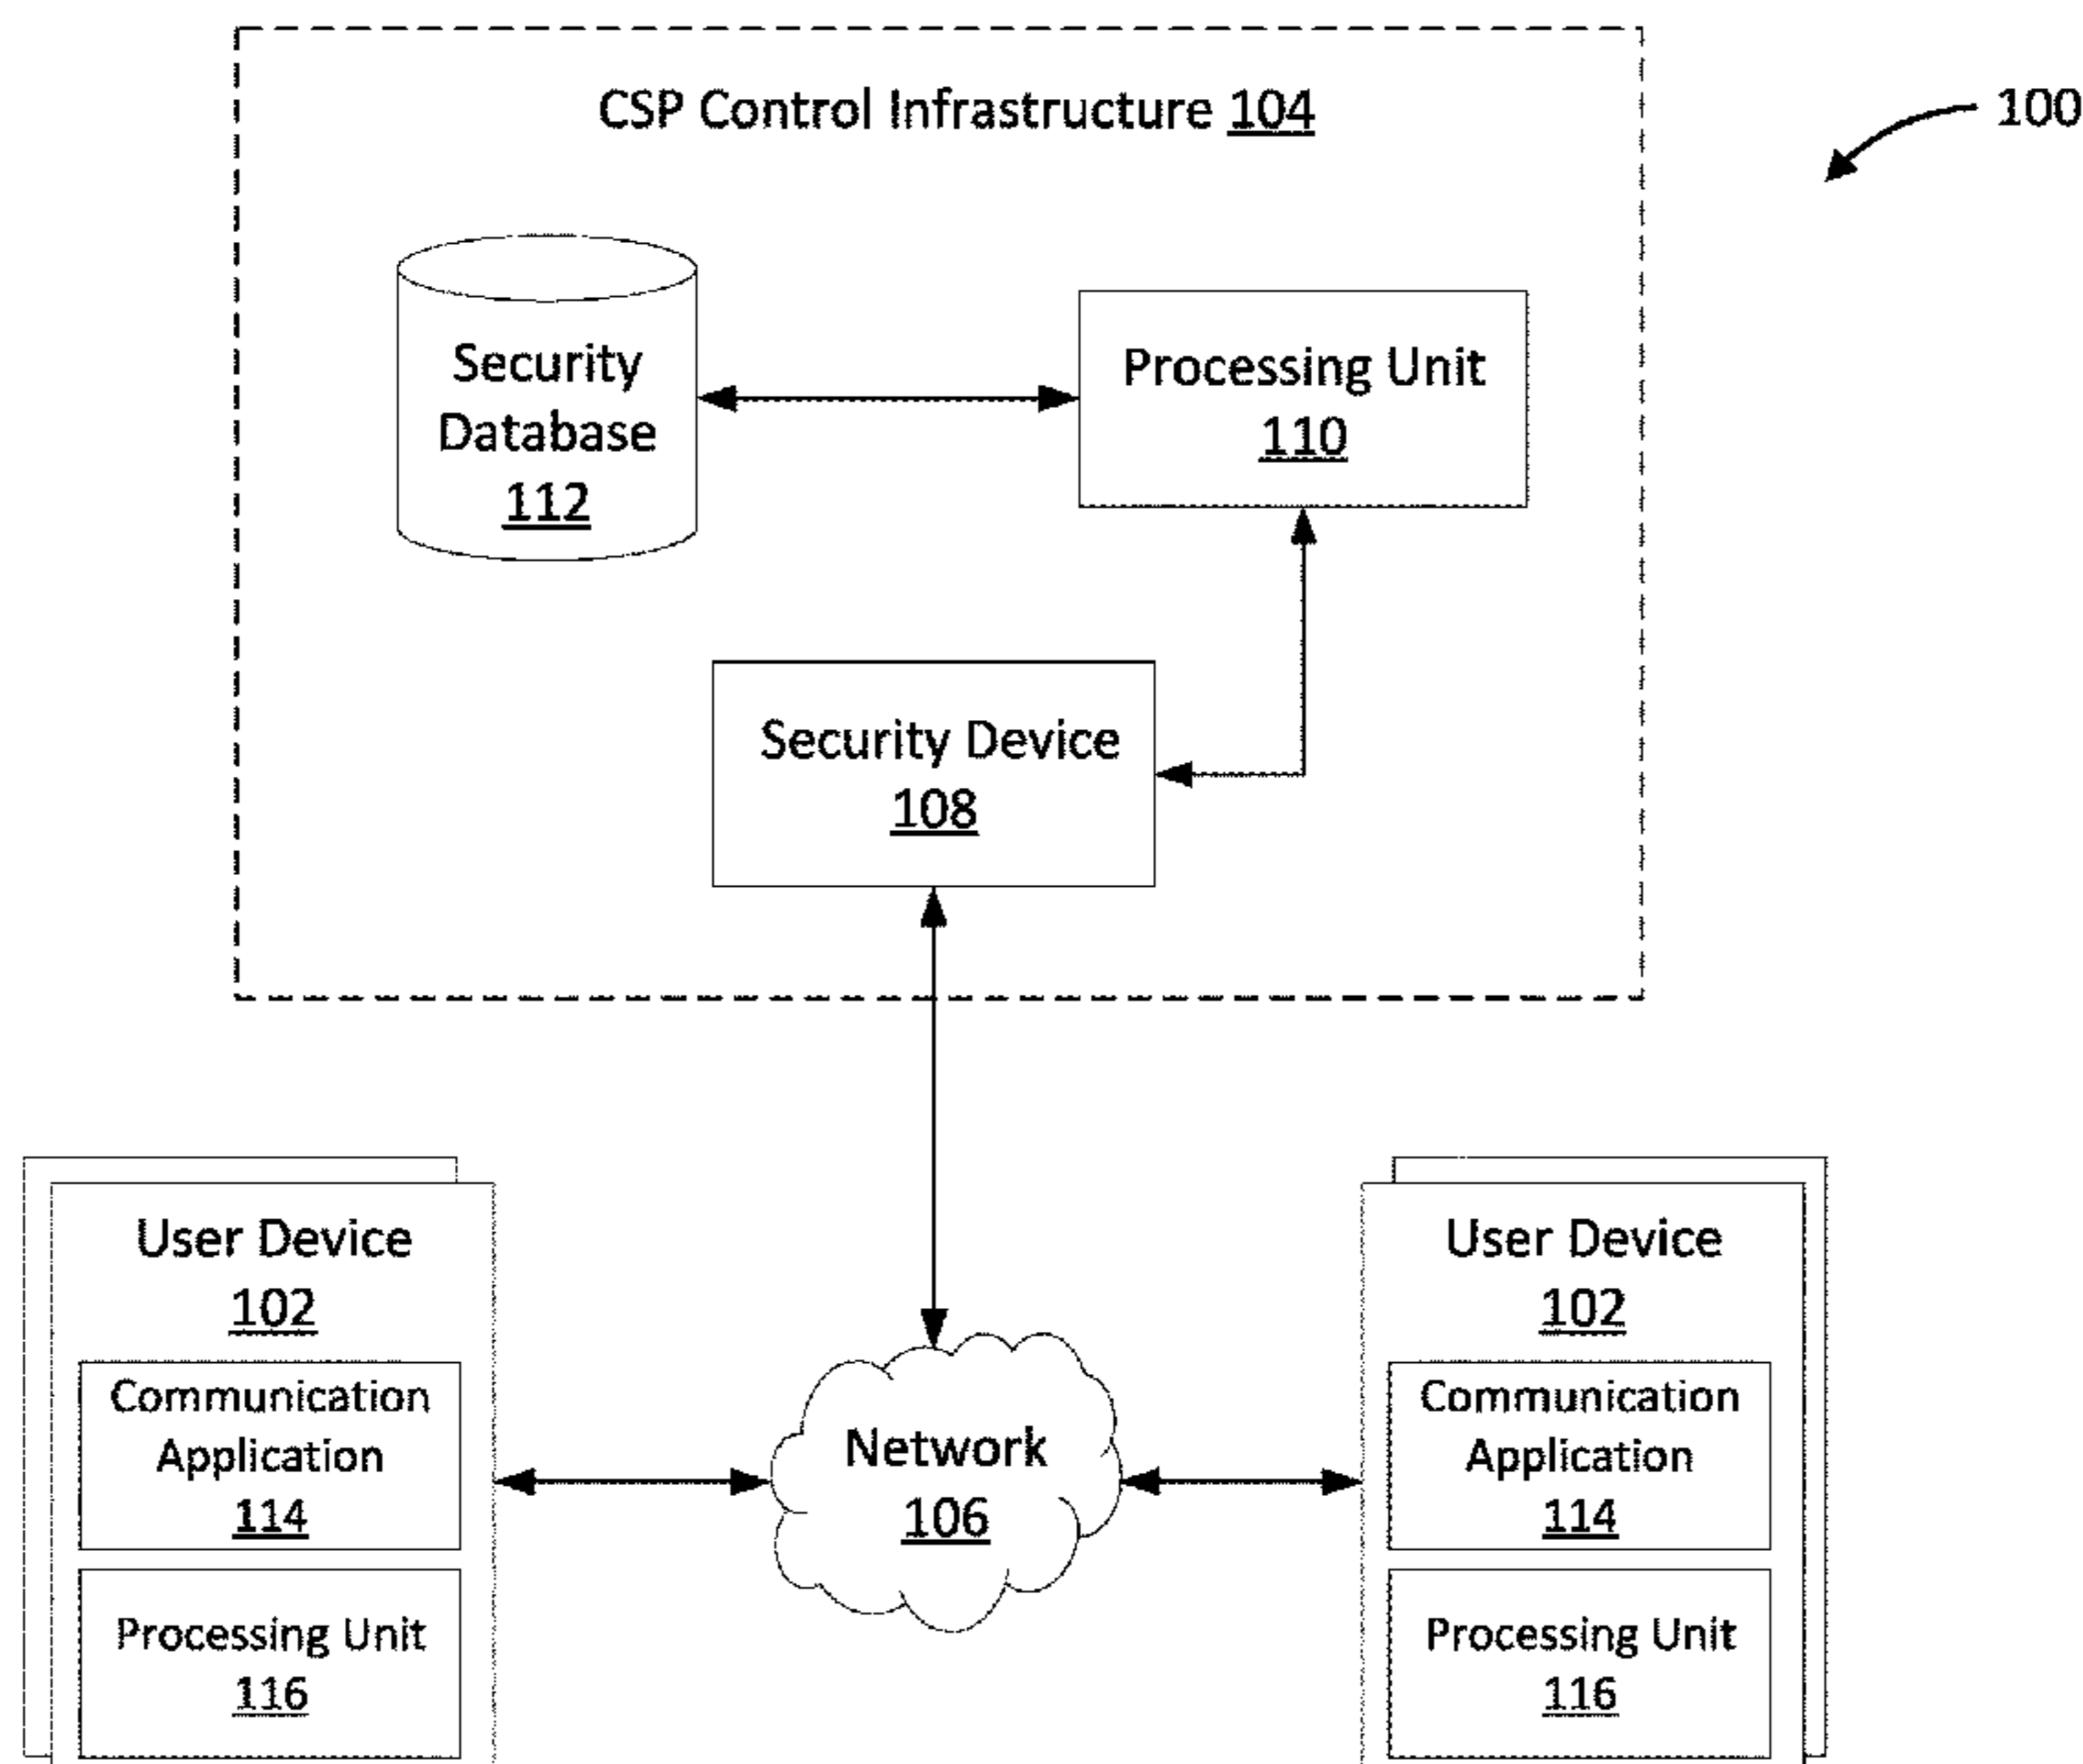 CSP Control Infrastructure 104
100
Security
Database
112
Processing Unit
110
Security Device
108
User Device
102
Communication
Application
114
Processing Unit
116
Network
106
User Device
102
Communication
Application
114
Processing Unit
116